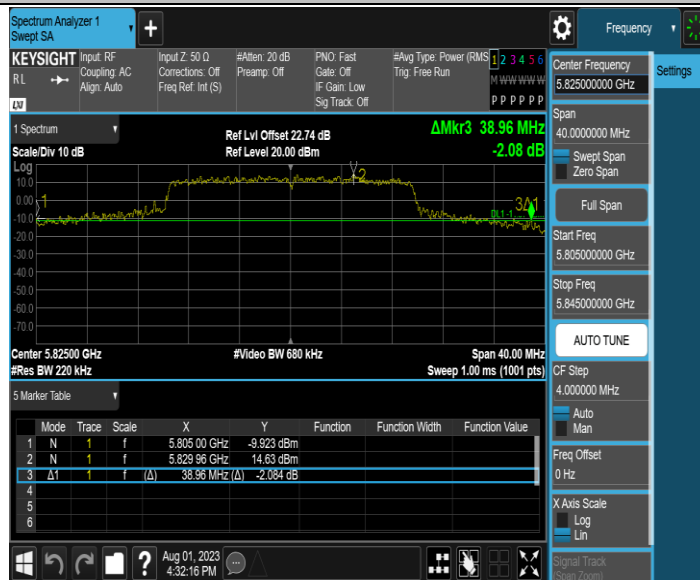 Spectrum Analyzer 1
Swept SA
+
Frequency
KEYSIGHT
R L
LXI
Input: RF
Coupling: AC
Align: Auto
Input Z: 50 Ω
Corrections: Off
Freq Ref: Int (S)
#Atten: 20 dB
Preamp: Off
PNO: Fast
Gate: Off
IF Gain: Low
Sig Track: Off
#Avg Type: Power (RMS
Trig: Free Run
1 2 3 4 5 6
M W W W W W
P P P P P P
Center Frequency
5.825000000 GHz
Settings
Span
40.0000000 MHz
Swept Span
Zero Span
Full Span
Start Freq
5.805000000 GHz
Stop Freq
5.845000000 GHz
AUTO TUNE
CF Step
4.000000 MHz
Auto
Man
Freq Offset
0 Hz
X Axis Scale
Log
Lin
Signal Track
(Span Zoom)
1 Spectrum
Scale/Div 10 dB
Ref Lvl Offset 22.74 dB
Ref Level 20.00 dBm
ΔMkr3 38.96 MHz
-2.08 dB
Log
10.0
0.00
-10.0
-20.0
-30.0
-40.0
-50.0
-60.0
-70.0
1
2
3Δ1
Center 5.82500 GHz
#Res BW 220 kHz
#Video BW 680 kHz
Span 40.00 MHz
Sweep 1.00 ms (1001 pts)
5 Marker Table
Mode Trace Scale X Y Function Function Width Function Value
1 N 1 f 5.805 00 GHz -9.923 dBm
2 N 1 f 5.829 96 GHz 14.63 dBm
3 Δ1 1 f (Δ) 38.96 MHz (Δ) -2.084 dB
4
5
6
?
Aug 01, 2023
4:32:16 PM